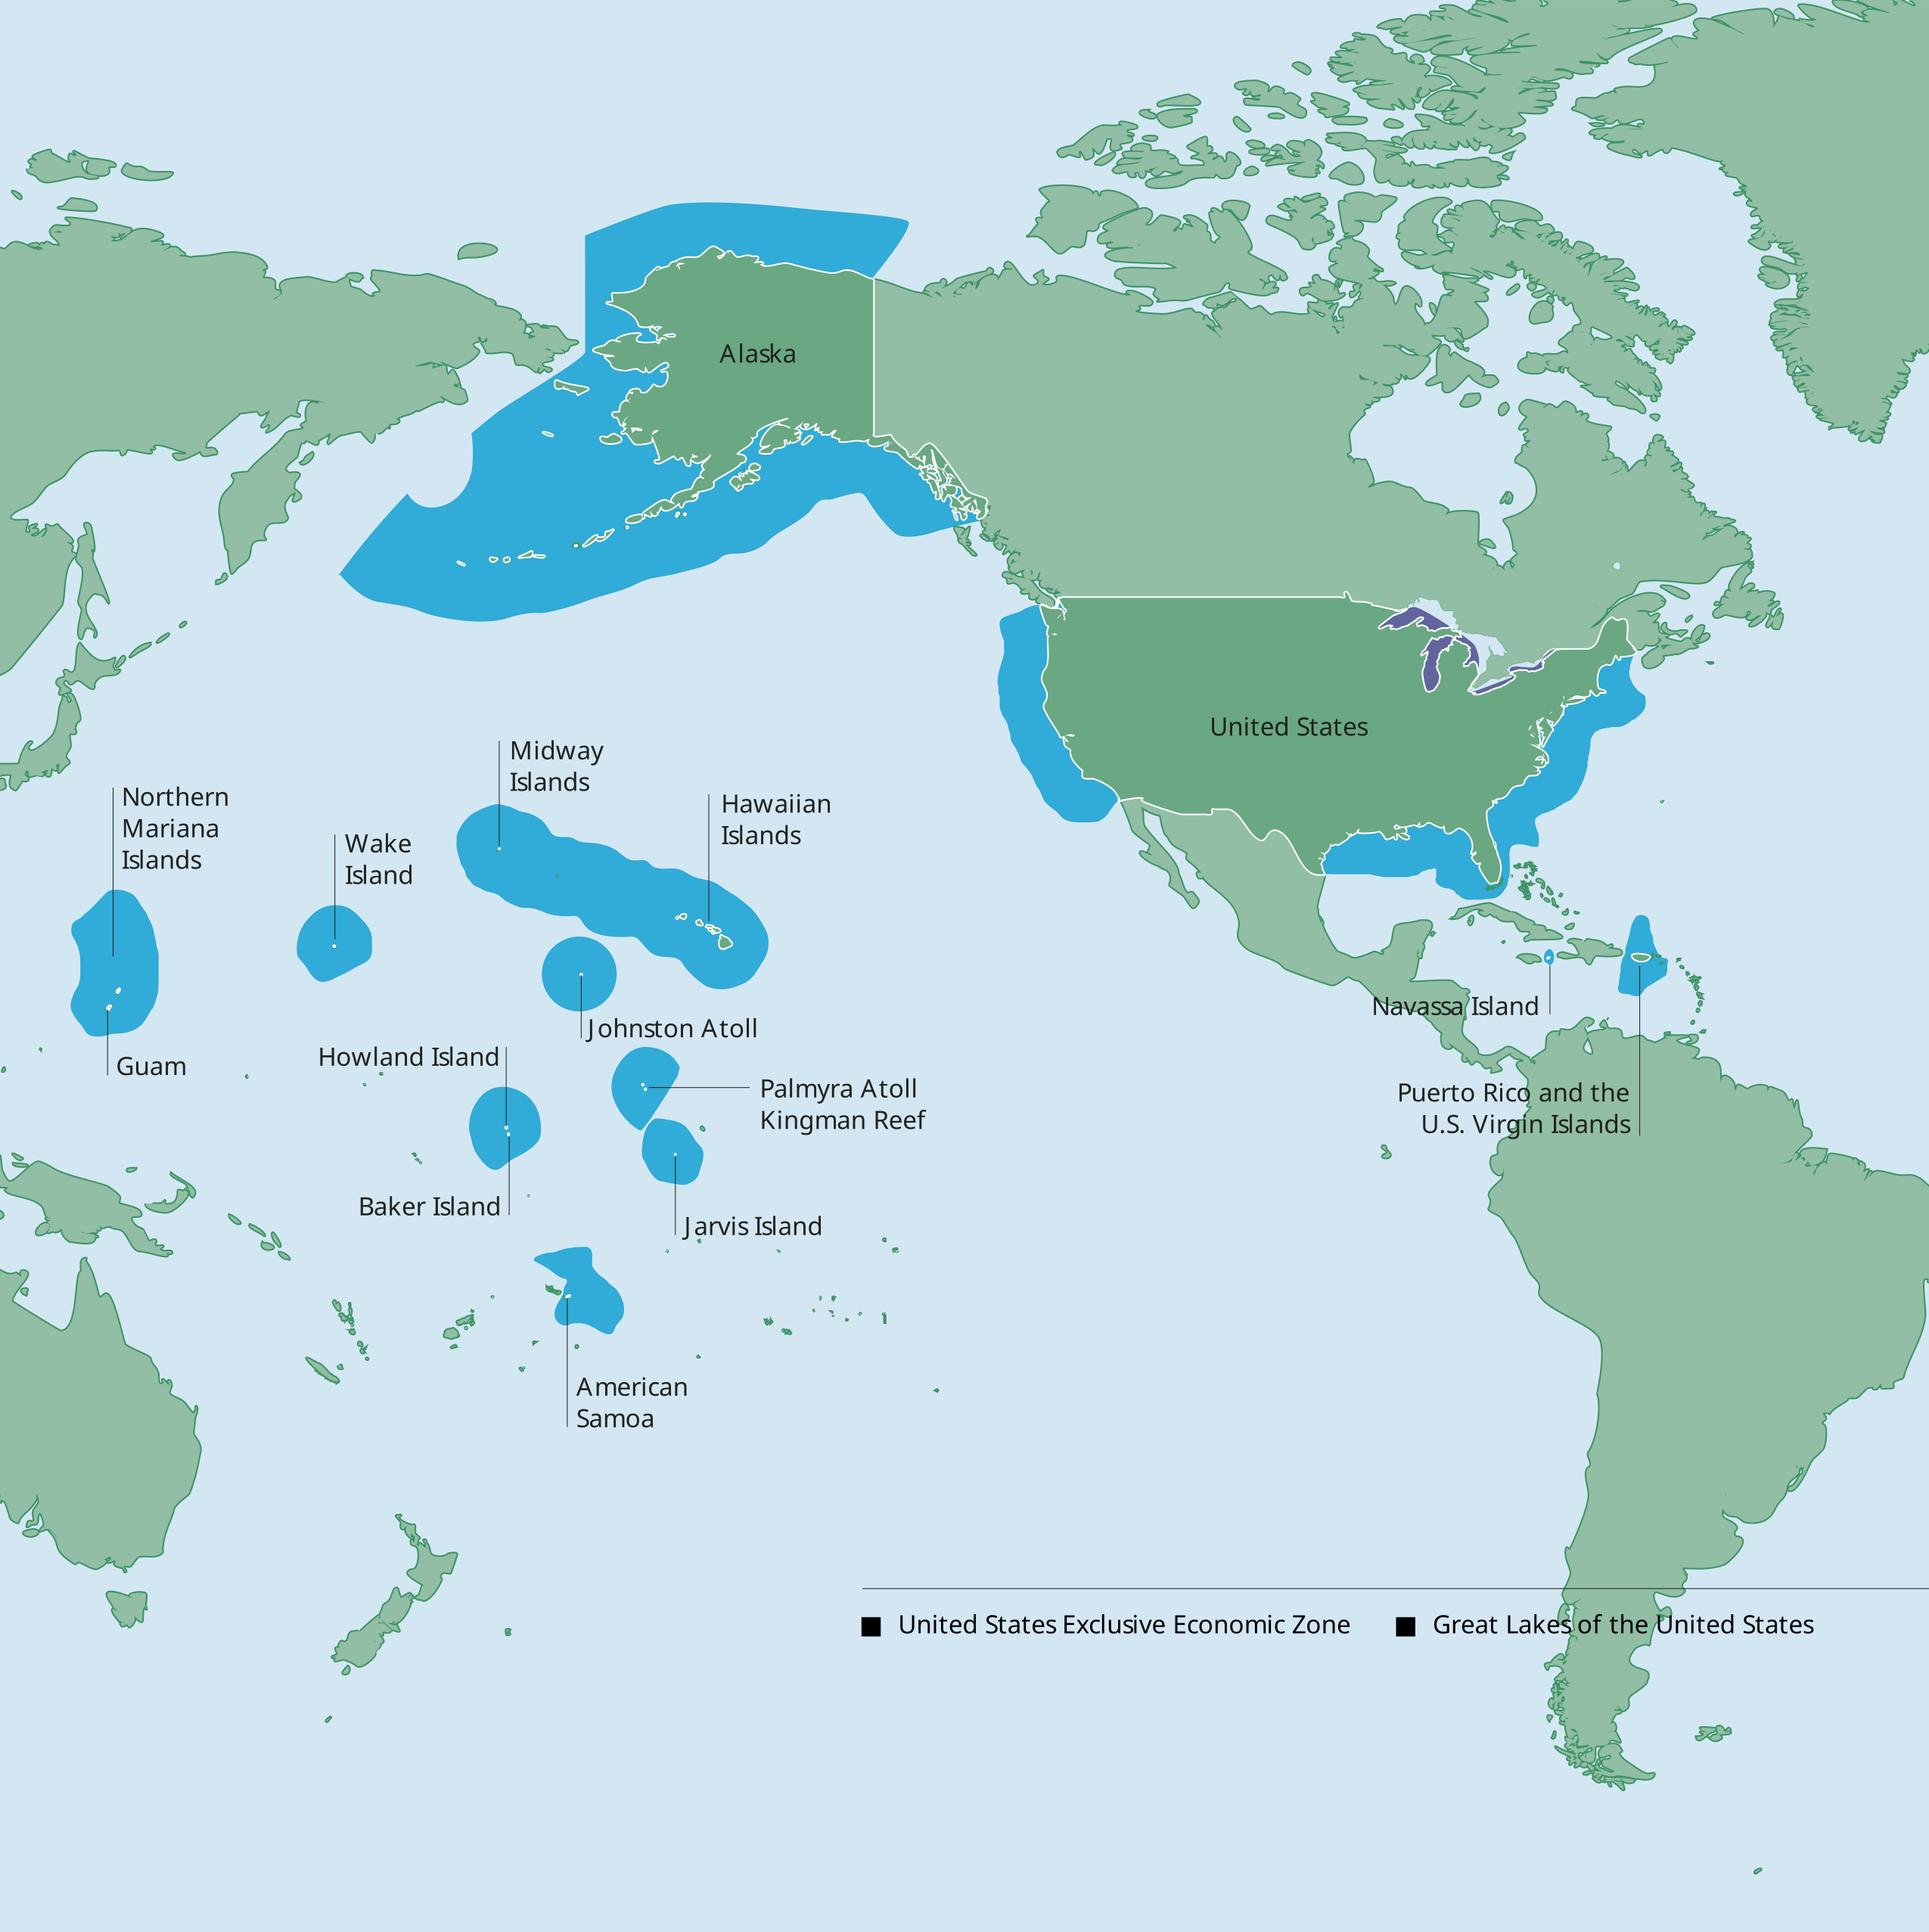 Alaska
United States
Midway
Islands
Northern
Mariana
Islands
Hawaiian
Islands
Wake
Island
Navassa Island
Johnston Atoll
Howland Island
Guam
Palmyra Atoll
Kingman Reef
Puerto Rico and the
U.S. Virgin Islands
Baker Island
Jarvis Island
American
Samoa
United States Exclusive Economic Zone
Great Lakes of the United States